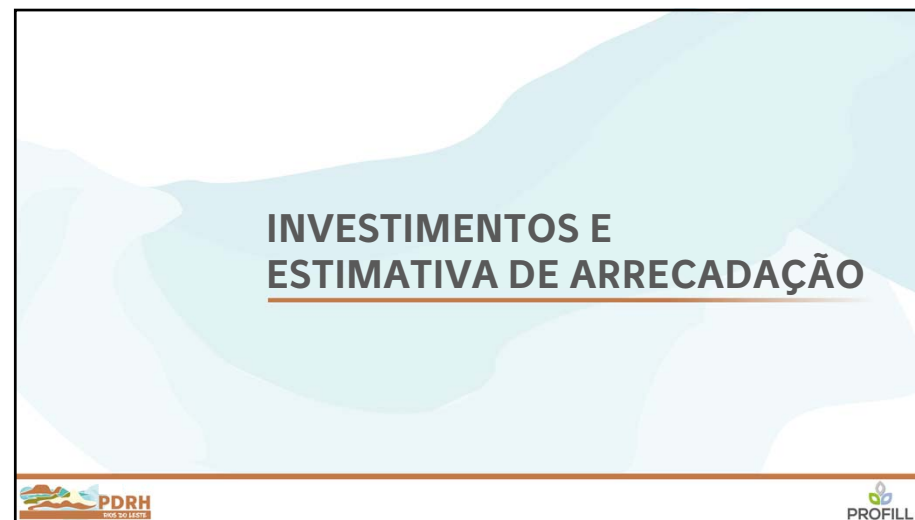 INVESTIMENTOS E
ESTIMATIVA DE ARRECADAÇÃO
PDRH
RIOS DO LESTE
PROFILL